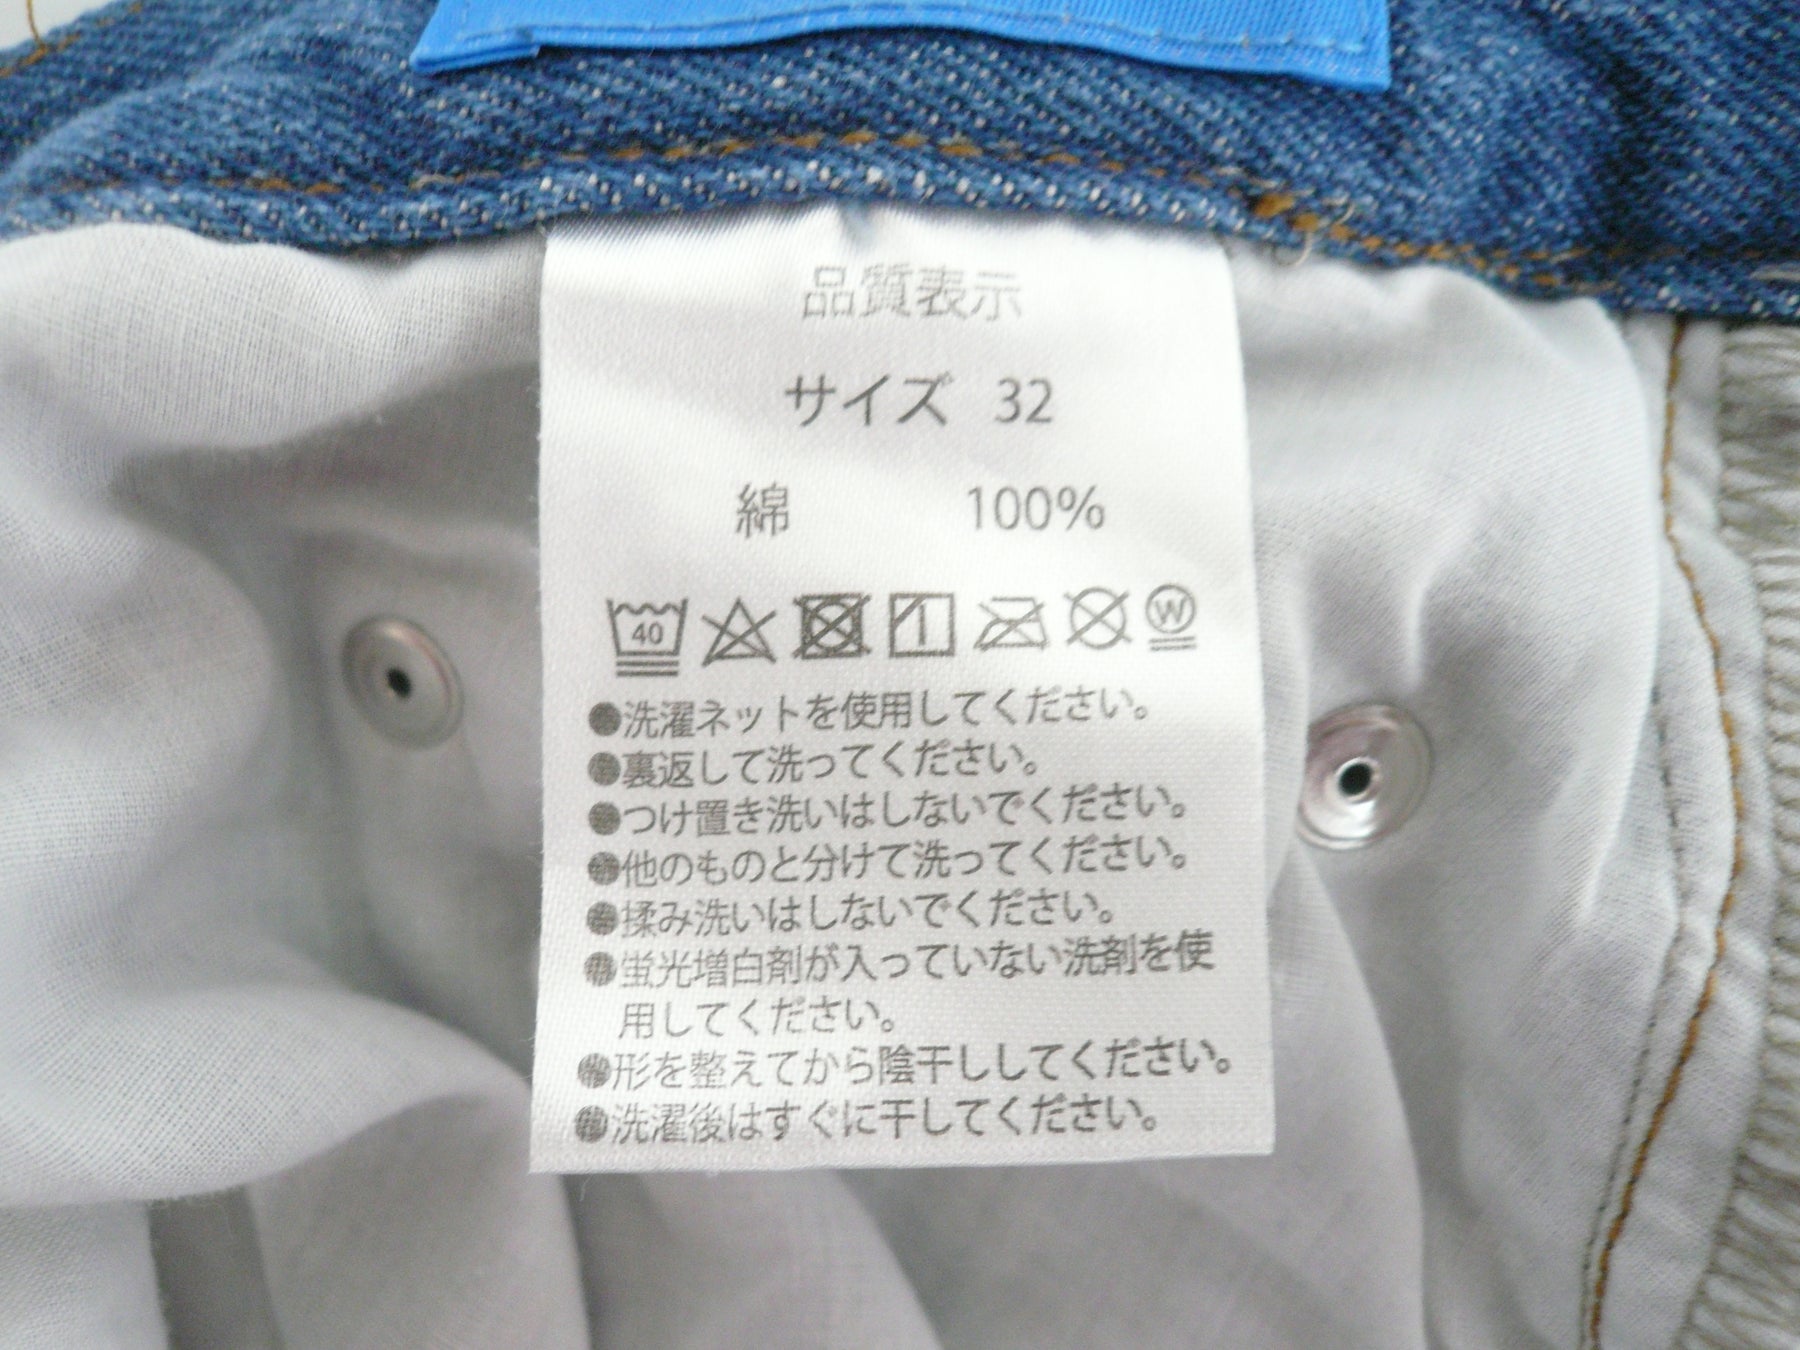 品質表示
サイズ 32
綿 100%
40 W
●洗濯ネットを使用してください。
●裏返して洗ってください。
●つけ置き洗いはしないでください。
●他のものと分けて洗ってください。
●揉み洗いはしないでください。
●蛍光増白剤が入っていない洗剤を使
用してください。
●形を整えてから陰干ししてください。
●洗濯後はすぐに干してください。